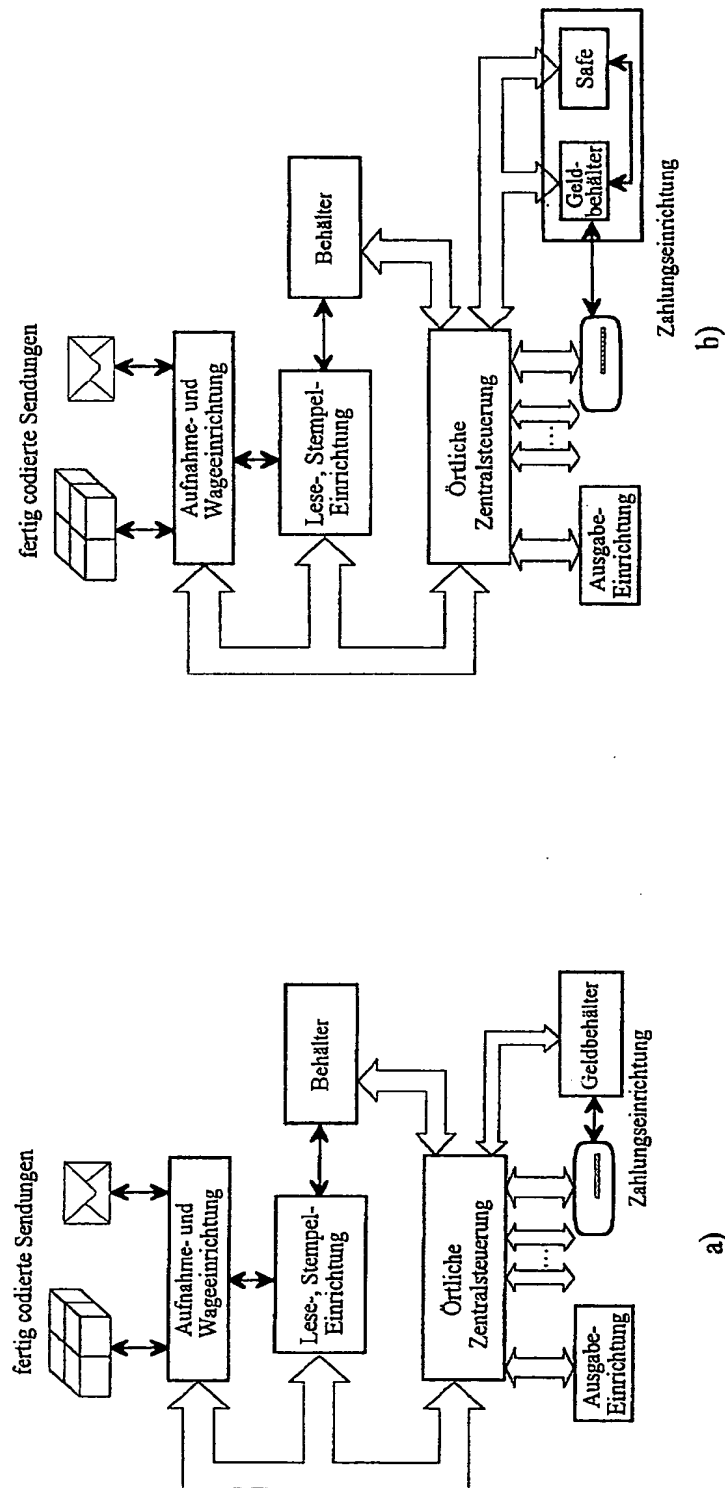 fertig codierte Sendungen
Aufnahme- und
Wageeinrichtung
Lese-, Stempel-
Einrichtung
Behälter
Örtliche
Zentralsteuerung
...
Ausgabe-
Einrichtung
Geldbehälter
Zahlungseinrichtung
a)
fertig codierte Sendungen
Aufnahme- und
Wageeinrichtung
Lese-, Stempel-
Einrichtung
Behälter
Örtliche
Zentralsteuerung
...
Ausgabe-
Einrichtung
Geld-
behälter
Safe
Zahlungseinrichtung
b)